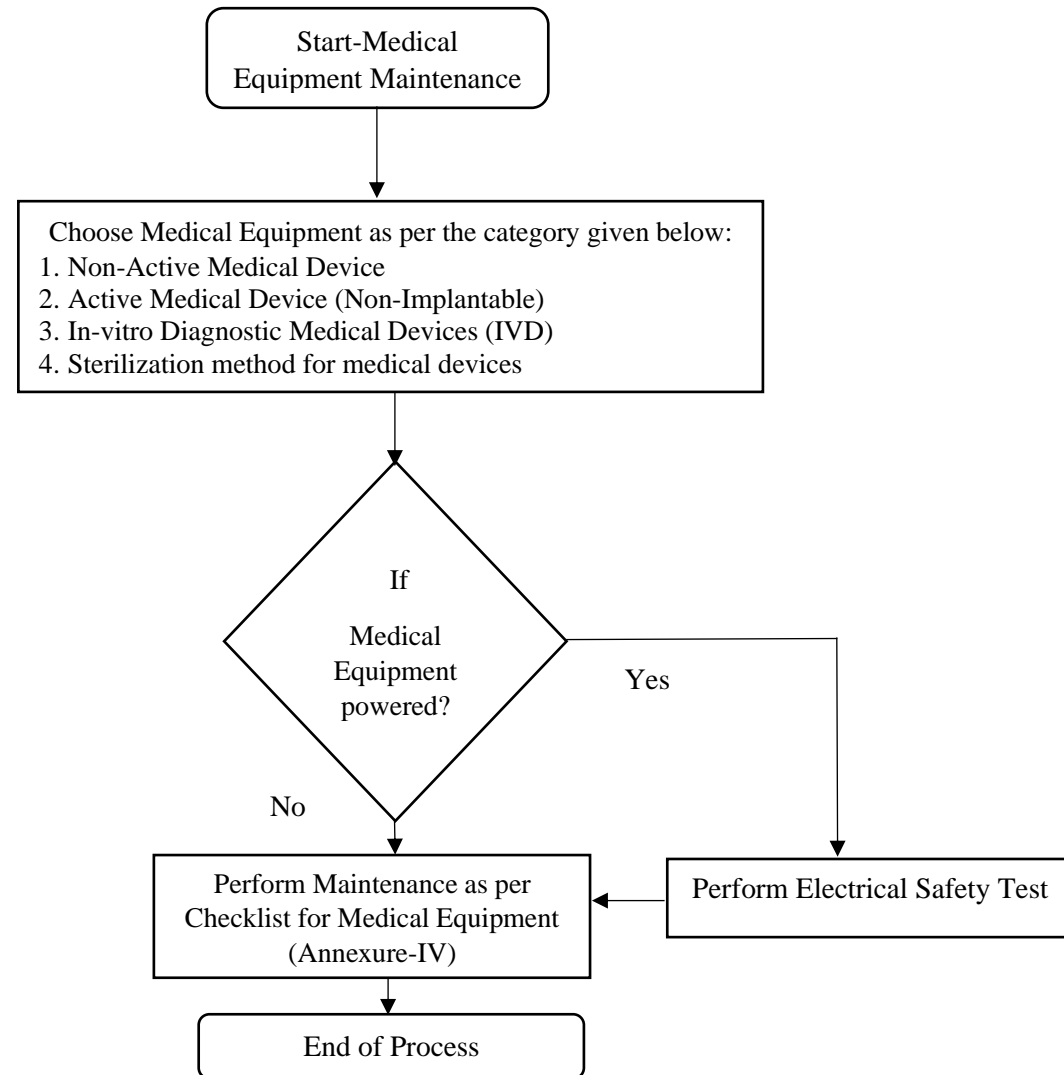 Start-Medical
Equipment Maintenance
Choose Medical Equipment as per the category given below:
1. Non-Active Medical Device
2. Active Medical Device (Non-Implantable)
3. In-vitro Diagnostic Medical Devices (IVD)
4. Sterilization method for medical devices
If
Medical
Equipment
powered?
Yes
No
Perform Maintenance as per
Checklist for Medical Equipment
(Annexure-IV)
Perform Electrical Safety Test
End of Process